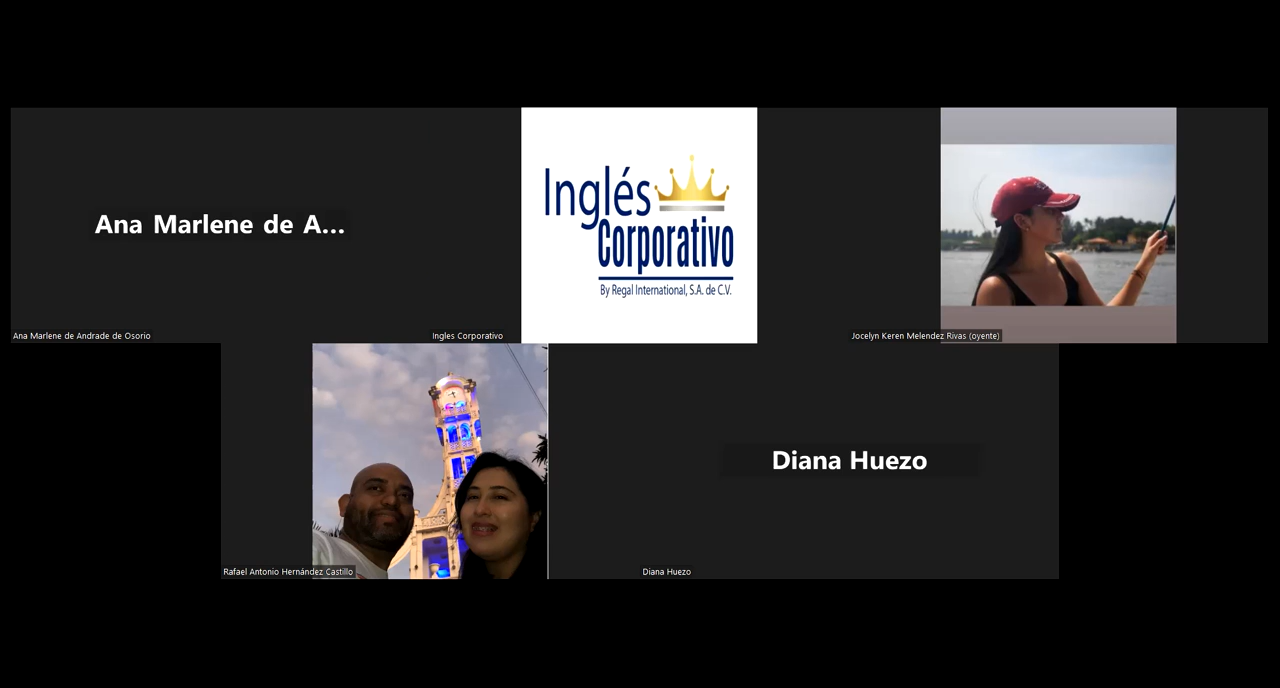 Ana Marlene de A...
Inglés
Corporativo
By Regal International, S.A. de C.V.
Ana Marlene de Andrade de Osorio
Ingles Corporativo
Jocelyn Keren Melendez Rivas (oyente)
Diana Huezo
Rafael Antonio Hernández Castillo
Diana Huezo